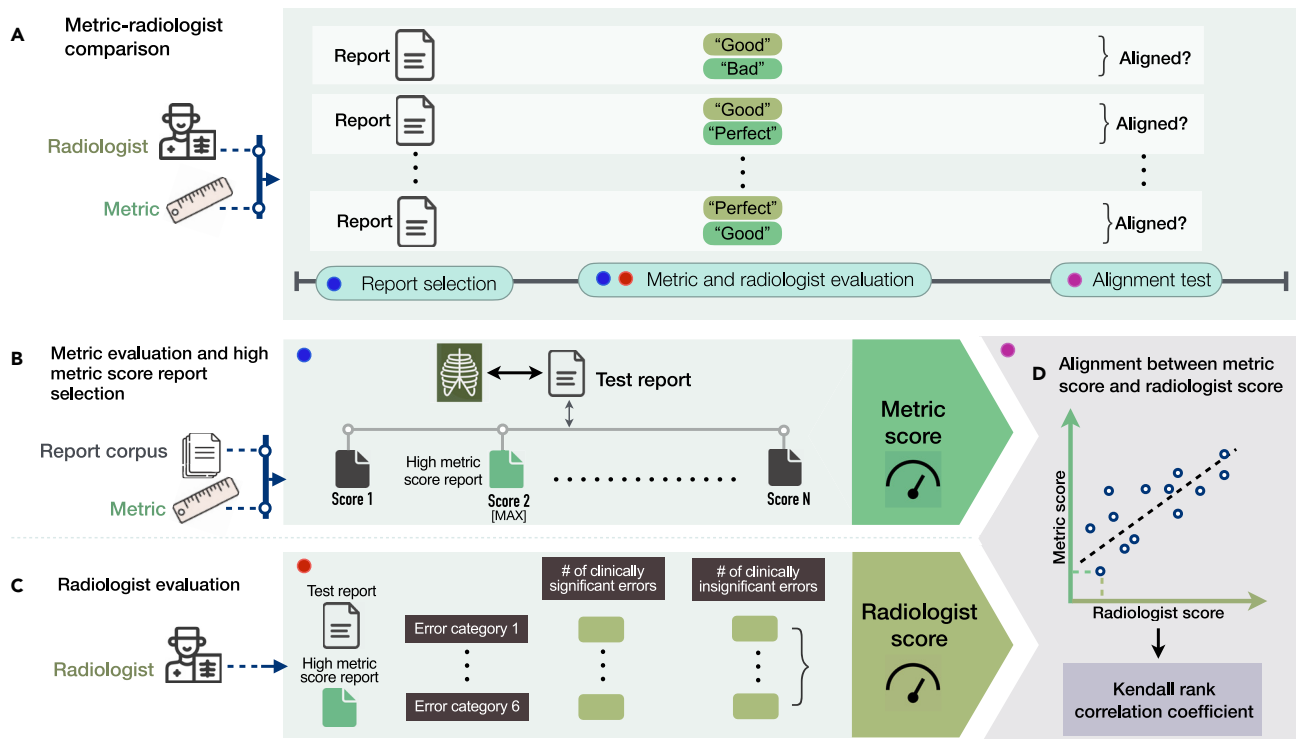 A
Metric-radiologist
comparison
Radiologist
Metric
Report
“Good”
“Bad”
Aligned?
Report
“Good”
“Perfect”
Aligned?
Report
“Perfect”
“Good”
Aligned?
Report selection
Metric and radiologist evaluation
Alignment test
B
Metric evaluation and high
metric score report
selection
Report corpus
Metric
Test report
High metric
score report
Score 1
Score 2
[MAX]
Score N
Metric
score
C
Radiologist evaluation
Radiologist
Test report
High metric
score report
# of clinically
significant errors
# of clinically
insignificant errors
Error category 1
Error category 6
Radiologist
score
D
Alignment between metric
score and radiologist score
Metric score
Radiologist score
Kendall rank
correlation coefficient